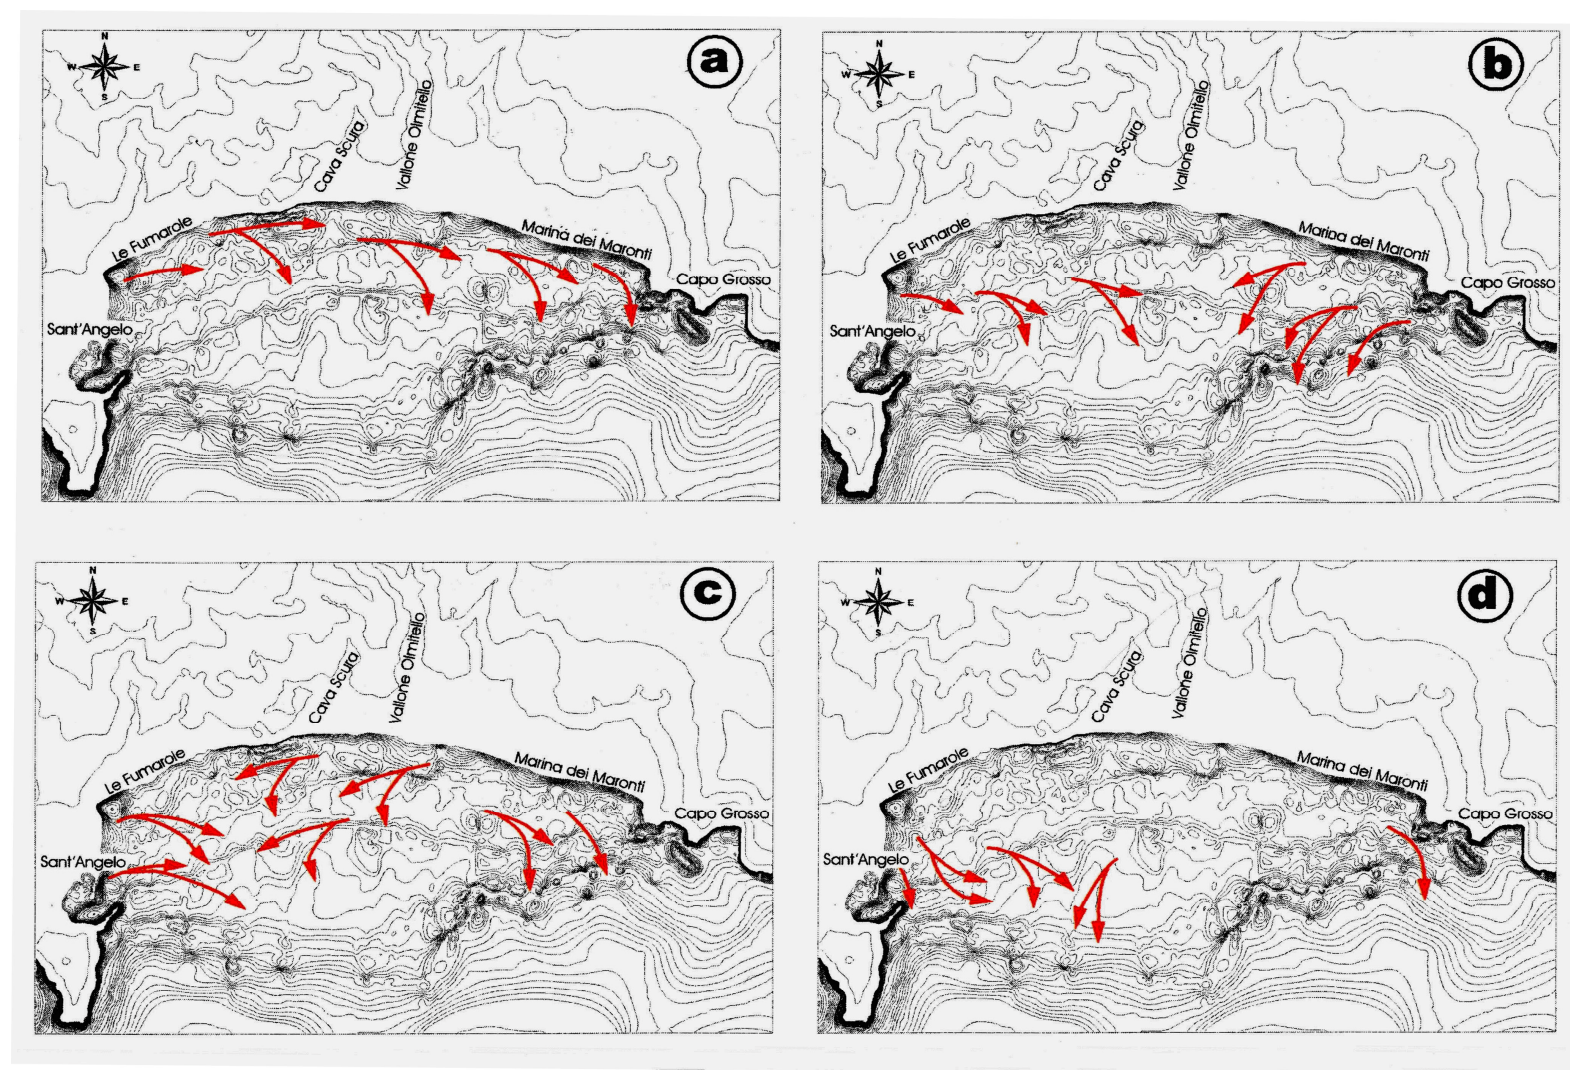 a
N
W E
S
Cava Scura
Vallone Olmitello
Le Fumarole
Marina dei Maronti
Capo Grosso
Sant'Angelo
b
N
W E
S
Cava Scura
Vallone Olmitello
Le Fumarole
Marina dei Maronti
Capo Grosso
Sant'Angelo
c
N
W E
S
Cava Scura
Vallone Olmitello
Le Fumarole
Marina dei Maronti
Capo Grosso
Sant'Angelo
d
N
W E
S
Cava Scura
Vallone Olmitello
Le Fumarole
Marina dei Maronti
Capo Grosso
Sant'Angelo